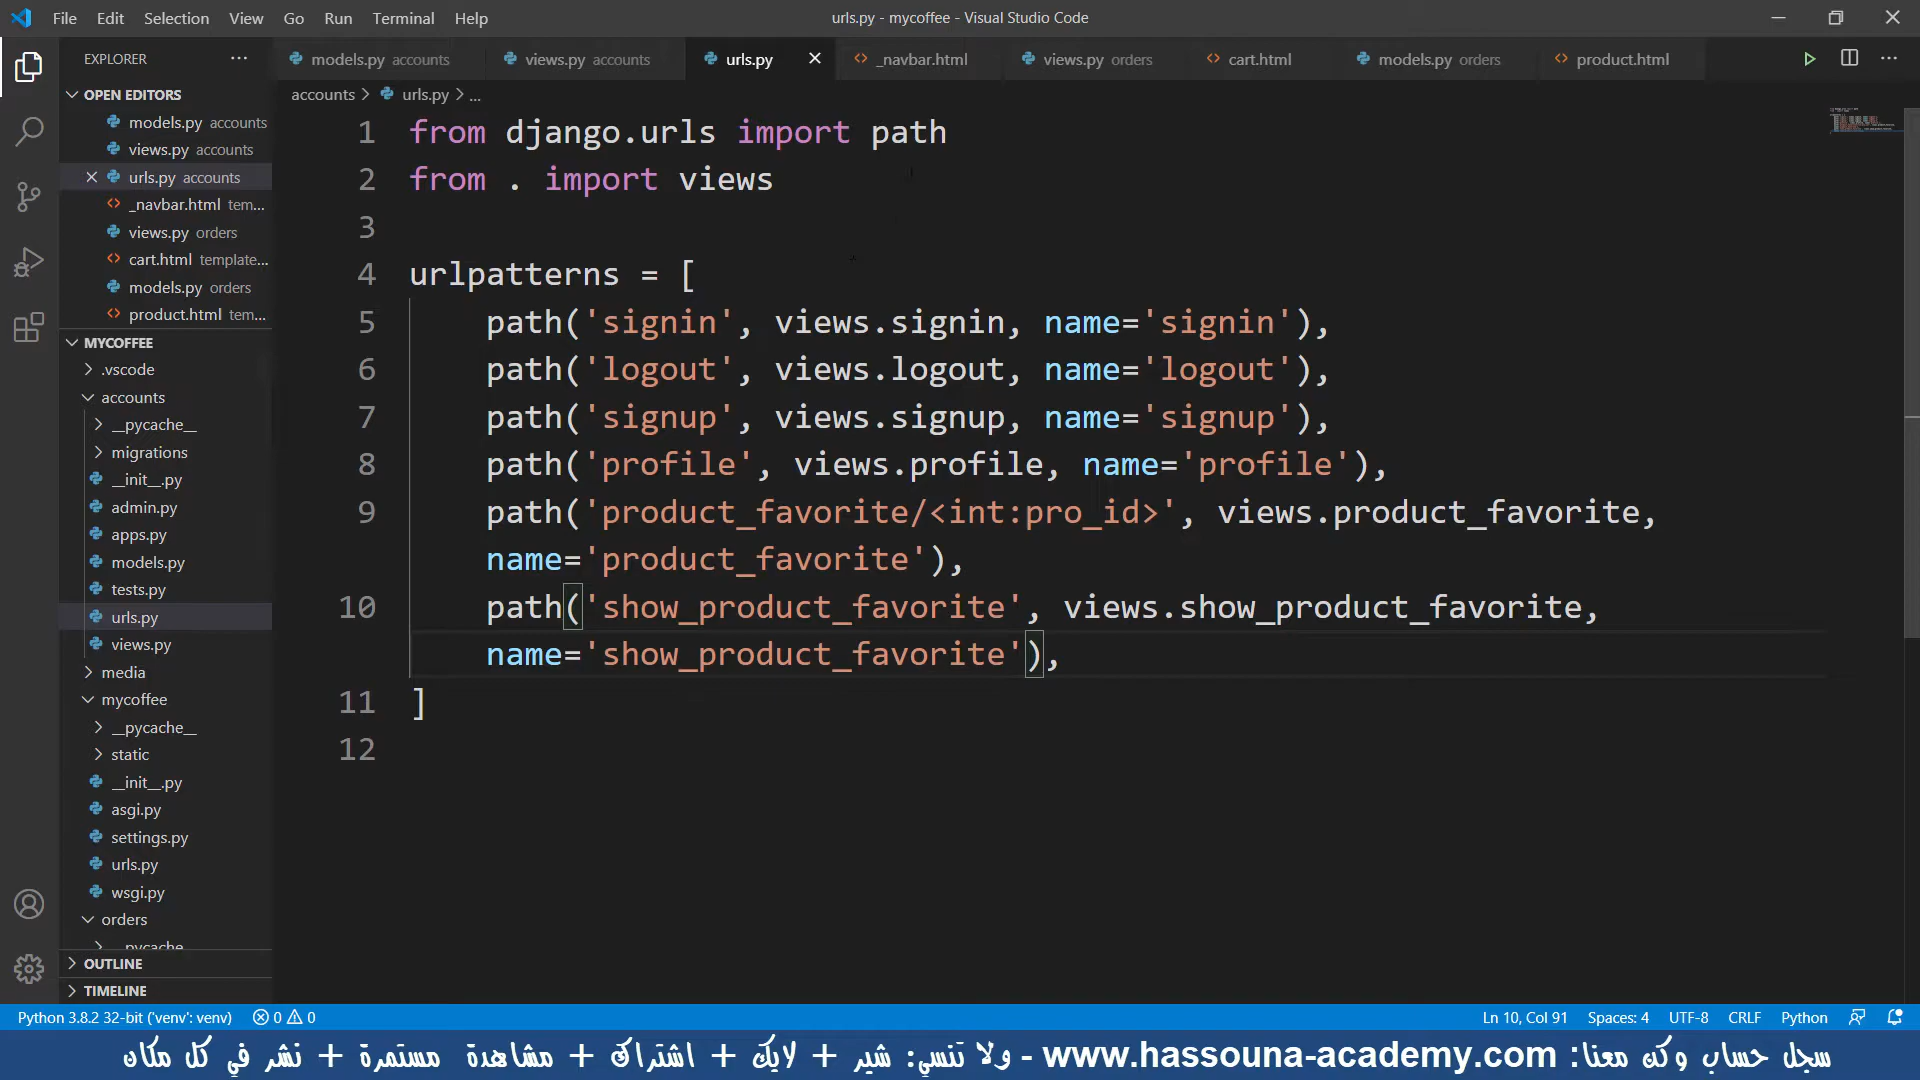 File Edit Selection View Go Run Terminal Help
urls.py - mycoffee - Visual Studio Code
EXPLORER
models.py accounts
views.py accounts
urls.py
_navbar.html
views.py orders
cart.html
models.py orders
product.html
OPEN EDITORS
models.py accounts
views.py accounts
urls.py accounts
_navbar.html tem...
views.py orders
cart.html template...
models.py orders
product.html tem...
MYCOFFEE
.vscode
accounts
__pycache__
migrations
__init__.py
admin.py
apps.py
models.py
tests.py
urls.py
views.py
media
mycoffee
__pycache__
static
__init__.py
asgi.py
settings.py
urls.py
wsgi.py
orders
__pycache__
OUTLINE
TIMELINE
accounts > urls.py > ...
1 from django.urls import path
2 from . import views
3
4 urlpatterns = [
5 path('signin', views.signin, name='signin'),
6 path('logout', views.logout, name='logout'),
7 path('signup', views.signup, name='signup'),
8 path('profile', views.profile, name='profile'),
9 path('product_favorite/<int:pro_id>', views.product_favorite,
name='product_favorite'),
10 path('show_product_favorite', views.show_product_favorite,
name='show_product_favorite'),
11 ]
12
Python 3.8.2 32-bit ('venv': venv) 0 0
Ln 10, Col 91 Spaces: 4 UTF-8 CRLF Python
سجل حساب وكن معنا: www.hassouna-academy.com - ولا تنسي: شير + لايك + اشتراك + مشاهدة مستمرة + نشر في كل مكان